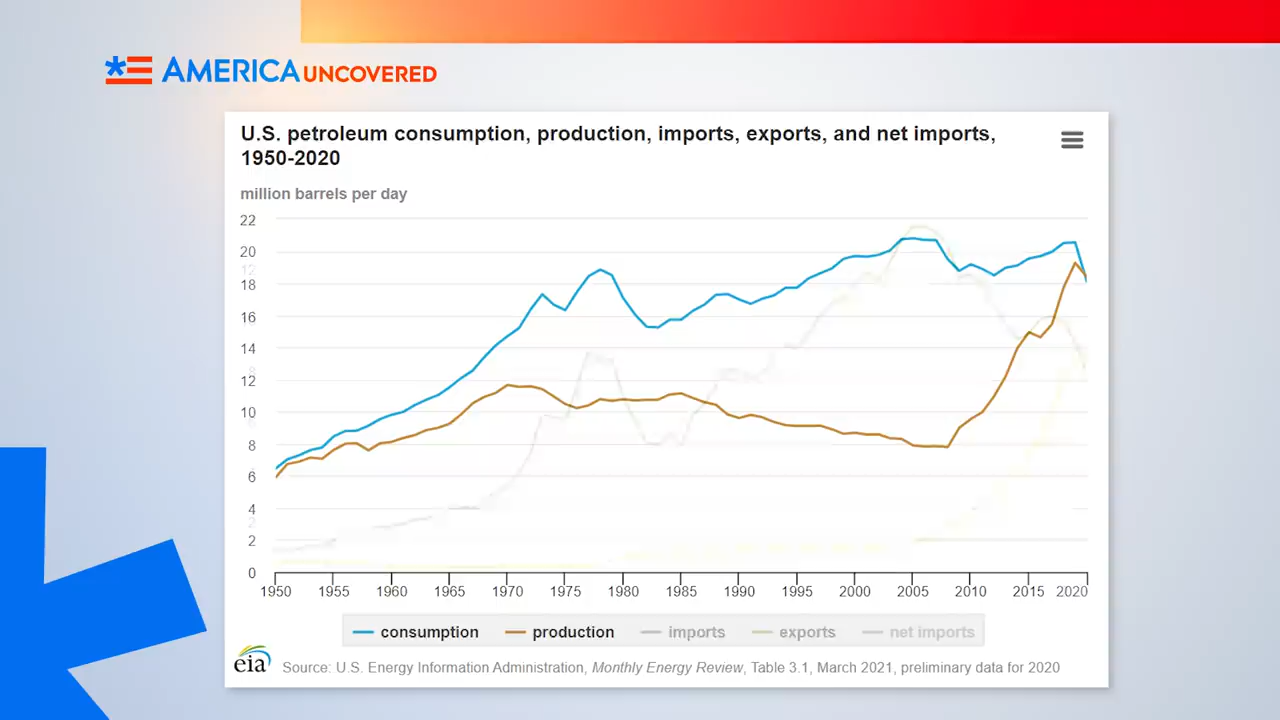 AMERICA UNCOVERED
U.S. petroleum consumption, production, imports, exports, and net imports,
1950-2020
million barrels per day
22
20
12
18
16
14
8
12
10
8
6
4
2
2
0
1950 1955 1960 1965 1970 1975 1980 1985 1990 1995 2000 2005 2010 2015 2020
consumption production imports exports net imports
eia Source: U.S. Energy Information Administration, Monthly Energy Review, Table 3.1, March 2021, preliminary data for 2020